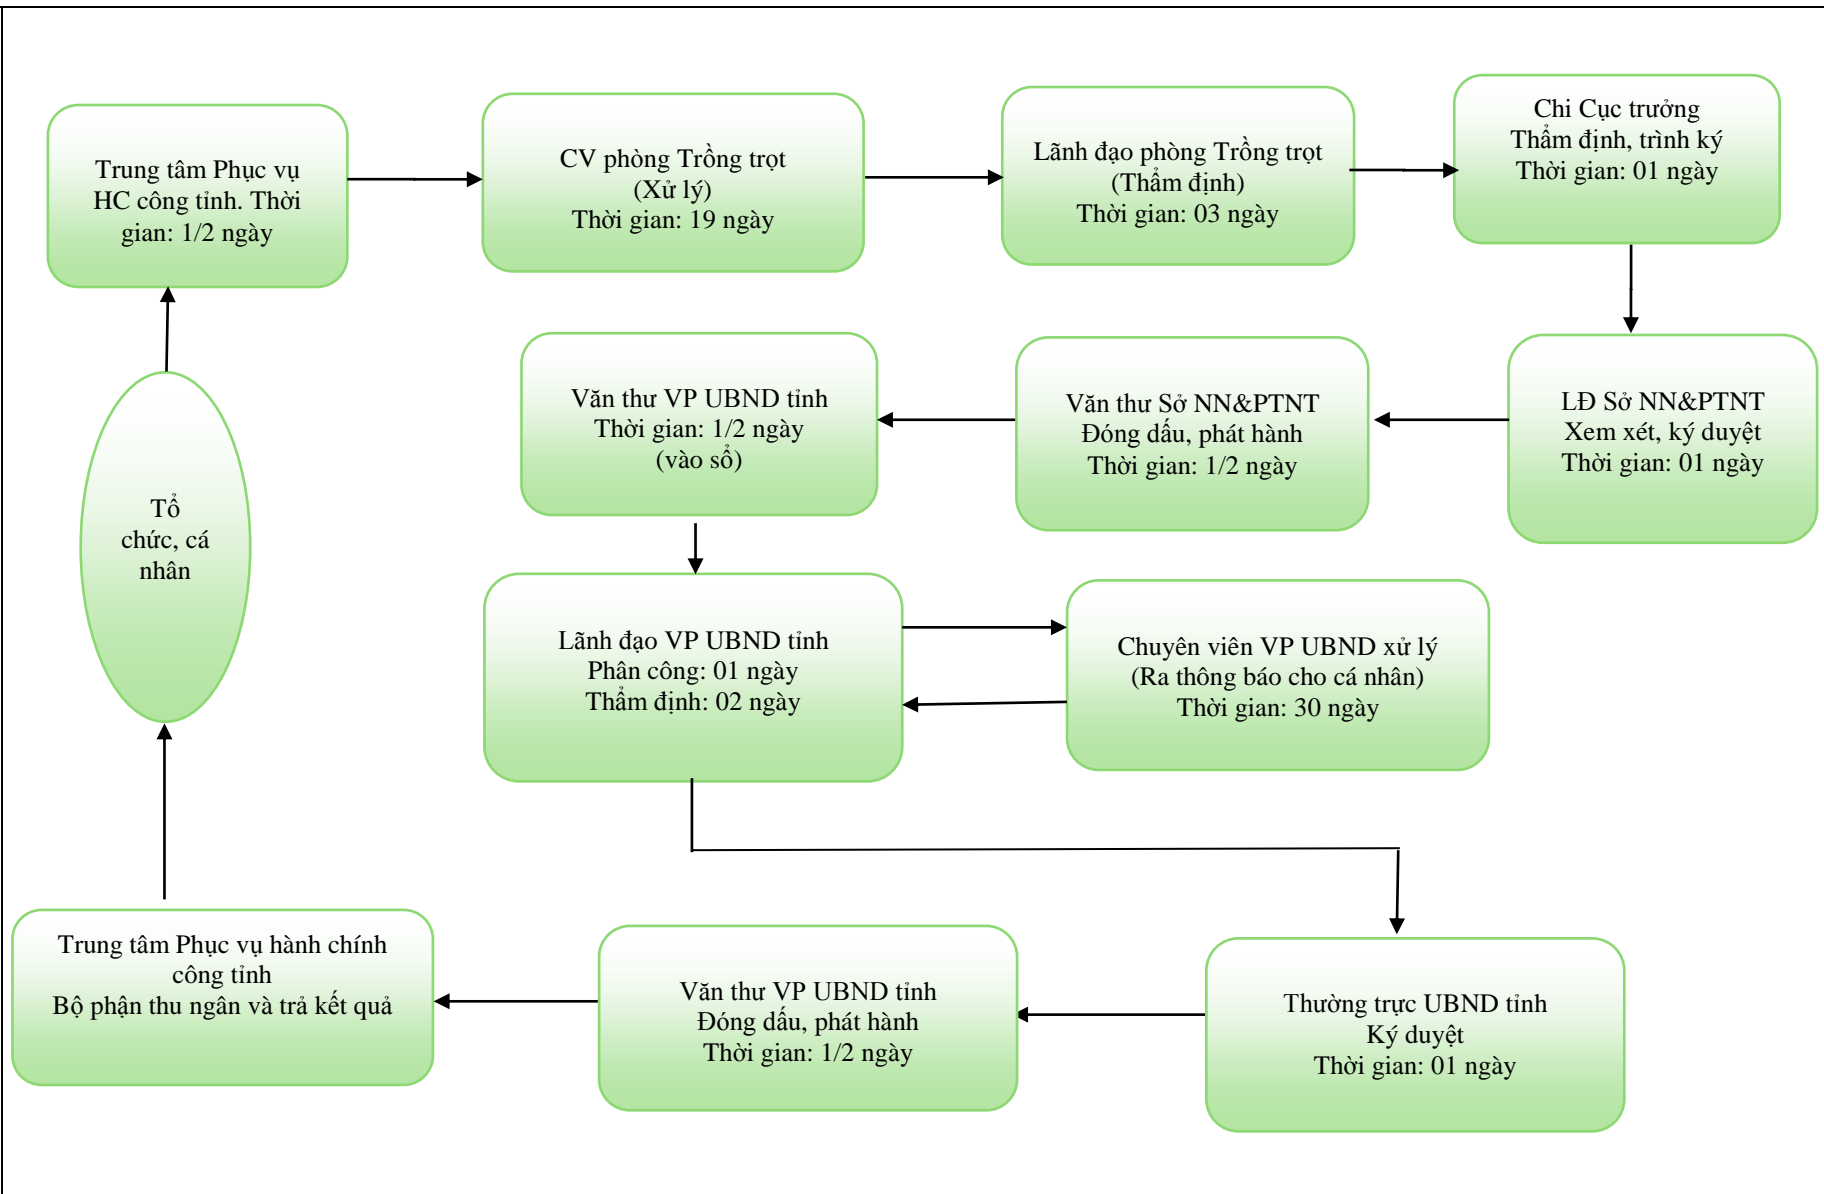 Trung tâm Phục vụ
HC công tỉnh. Thời
gian: 1/2 ngày
CV phòng Trồng trọt
(Xử lý)
Thời gian: 19 ngày
Lãnh đạo phòng Trồng trọt
(Thẩm định)
Thời gian: 03 ngày
Chi Cục trưởng
Thẩm định, trình ký
Thời gian: 01 ngày
LĐ Sở NN&PTNT
Xem xét, ký duyệt
Thời gian: 01 ngày
Văn thư Sở NN&PTNT
Đóng dấu, phát hành
Thời gian: 1/2 ngày
Văn thư VP UBND tỉnh
Thời gian: 1/2 ngày
(vào sổ)
Lãnh đạo VP UBND tỉnh
Phân công: 01 ngày
Thẩm định: 02 ngày
Chuyên viên VP UBND xử lý
(Ra thông báo cho cá nhân)
Thời gian: 30 ngày
Thường trực UBND tỉnh
Ký duyệt
Thời gian: 01 ngày
Văn thư VP UBND tỉnh
Đóng dấu, phát hành
Thời gian: 1/2 ngày
Trung tâm Phục vụ hành chính
công tỉnh
Bộ phận thu ngân và trả kết quả
Tổ
chức, cá
nhân